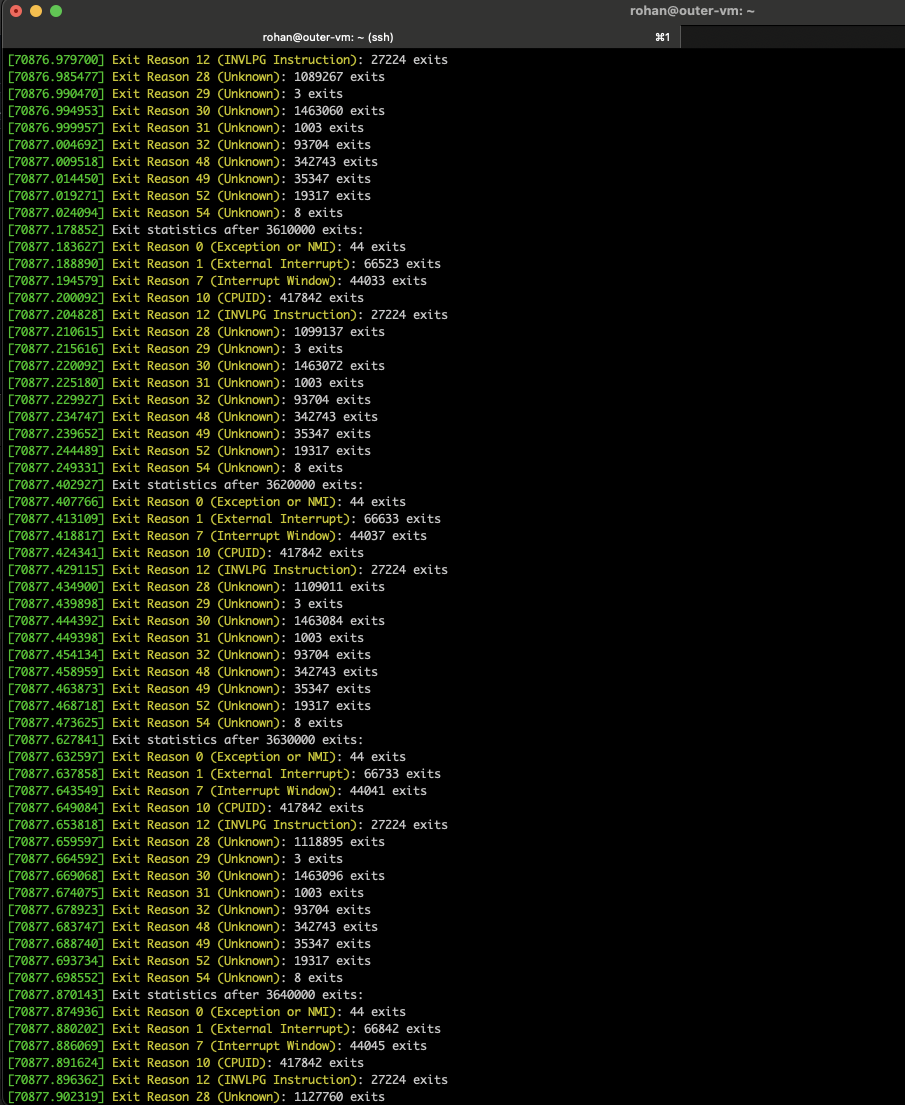 rohan@outer-vm: ~
rohan@outer-vm: ~ (ssh) ⌘1
[70876.979700] Exit Reason 12 (INVLPG Instruction): 27224 exits
[70876.985477] Exit Reason 28 (Unknown): 1089267 exits
[70876.990470] Exit Reason 29 (Unknown): 3 exits
[70876.994953] Exit Reason 30 (Unknown): 1463060 exits
[70876.999957] Exit Reason 31 (Unknown): 1003 exits
[70877.004692] Exit Reason 32 (Unknown): 93704 exits
[70877.009518] Exit Reason 48 (Unknown): 342743 exits
[70877.014450] Exit Reason 49 (Unknown): 35347 exits
[70877.019271] Exit Reason 52 (Unknown): 19317 exits
[70877.024094] Exit Reason 54 (Unknown): 8 exits
[70877.178852] Exit statistics after 3610000 exits:
[70877.183627] Exit Reason 0 (Exception or NMI): 44 exits
[70877.188890] Exit Reason 1 (External Interrupt): 66523 exits
[70877.194579] Exit Reason 7 (Interrupt Window): 44033 exits
[70877.200092] Exit Reason 10 (CPUID): 417842 exits
[70877.204828] Exit Reason 12 (INVLPG Instruction): 27224 exits
[70877.210615] Exit Reason 28 (Unknown): 1099137 exits
[70877.215616] Exit Reason 29 (Unknown): 3 exits
[70877.220092] Exit Reason 30 (Unknown): 1463072 exits
[70877.225180] Exit Reason 31 (Unknown): 1003 exits
[70877.229927] Exit Reason 32 (Unknown): 93704 exits
[70877.234747] Exit Reason 48 (Unknown): 342743 exits
[70877.239652] Exit Reason 49 (Unknown): 35347 exits
[70877.244489] Exit Reason 52 (Unknown): 19317 exits
[70877.249331] Exit Reason 54 (Unknown): 8 exits
[70877.402927] Exit statistics after 3620000 exits:
[70877.407766] Exit Reason 0 (Exception or NMI): 44 exits
[70877.413109] Exit Reason 1 (External Interrupt): 66633 exits
[70877.418817] Exit Reason 7 (Interrupt Window): 44037 exits
[70877.424341] Exit Reason 10 (CPUID): 417842 exits
[70877.429115] Exit Reason 12 (INVLPG Instruction): 27224 exits
[70877.434900] Exit Reason 28 (Unknown): 1109011 exits
[70877.439898] Exit Reason 29 (Unknown): 3 exits
[70877.444392] Exit Reason 30 (Unknown): 1463084 exits
[70877.449398] Exit Reason 31 (Unknown): 1003 exits
[70877.454134] Exit Reason 32 (Unknown): 93704 exits
[70877.458959] Exit Reason 48 (Unknown): 342743 exits
[70877.463873] Exit Reason 49 (Unknown): 35347 exits
[70877.468718] Exit Reason 52 (Unknown): 19317 exits
[70877.473625] Exit Reason 54 (Unknown): 8 exits
[70877.627841] Exit statistics after 3630000 exits:
[70877.632597] Exit Reason 0 (Exception or NMI): 44 exits
[70877.637858] Exit Reason 1 (External Interrupt): 66733 exits
[70877.643549] Exit Reason 7 (Interrupt Window): 44041 exits
[70877.649084] Exit Reason 10 (CPUID): 417842 exits
[70877.653818] Exit Reason 12 (INVLPG Instruction): 27224 exits
[70877.659597] Exit Reason 28 (Unknown): 1118895 exits
[70877.664592] Exit Reason 29 (Unknown): 3 exits
[70877.669068] Exit Reason 30 (Unknown): 1463096 exits
[70877.674075] Exit Reason 31 (Unknown): 1003 exits
[70877.678923] Exit Reason 32 (Unknown): 93704 exits
[70877.683747] Exit Reason 48 (Unknown): 342743 exits
[70877.688740] Exit Reason 49 (Unknown): 35347 exits
[70877.693734] Exit Reason 52 (Unknown): 19317 exits
[70877.698552] Exit Reason 54 (Unknown): 8 exits
[70877.870143] Exit statistics after 3640000 exits:
[70877.874936] Exit Reason 0 (Exception or NMI): 44 exits
[70877.880202] Exit Reason 1 (External Interrupt): 66842 exits
[70877.886069] Exit Reason 7 (Interrupt Window): 44045 exits
[70877.891624] Exit Reason 10 (CPUID): 417842 exits
[70877.896362] Exit Reason 12 (INVLPG Instruction): 27224 exits
[70877.902319] Exit Reason 28 (Unknown): 1127760 exits